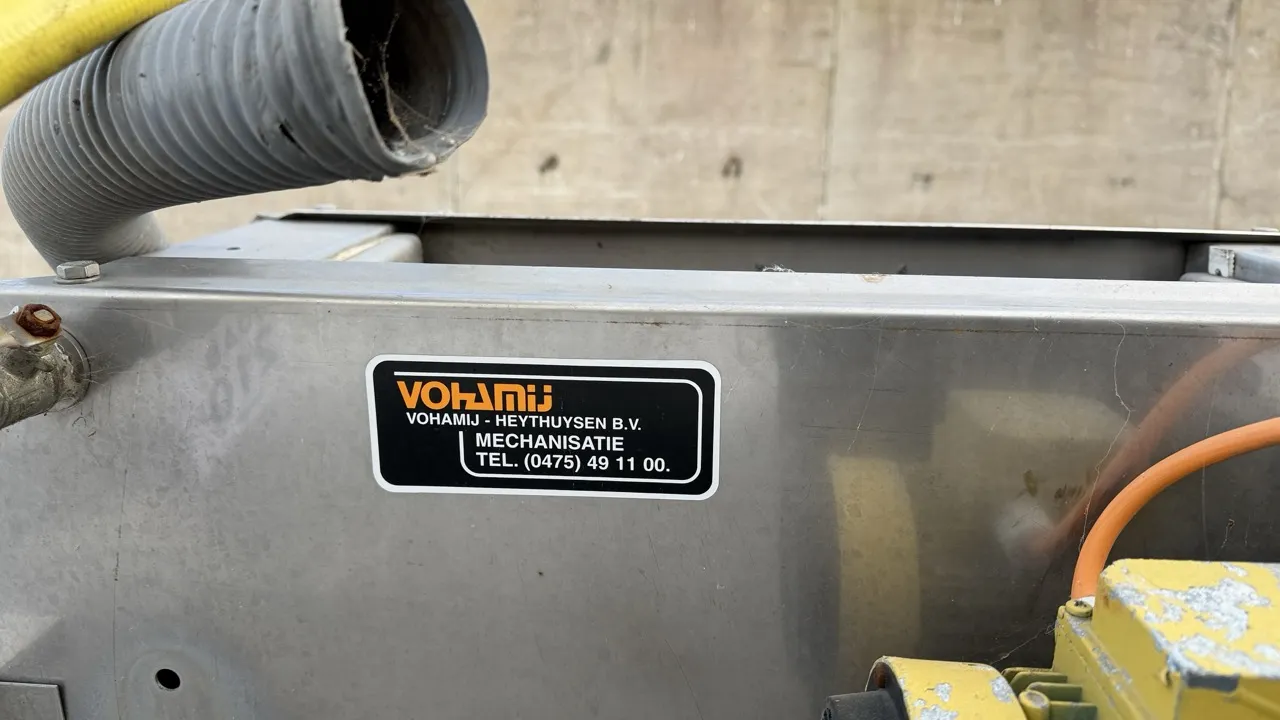 VOHAMIJ
VOHAMIJ - HEYTHUYSEN B.V.
MECHANISATIE
TEL. (0475) 49 11 00.